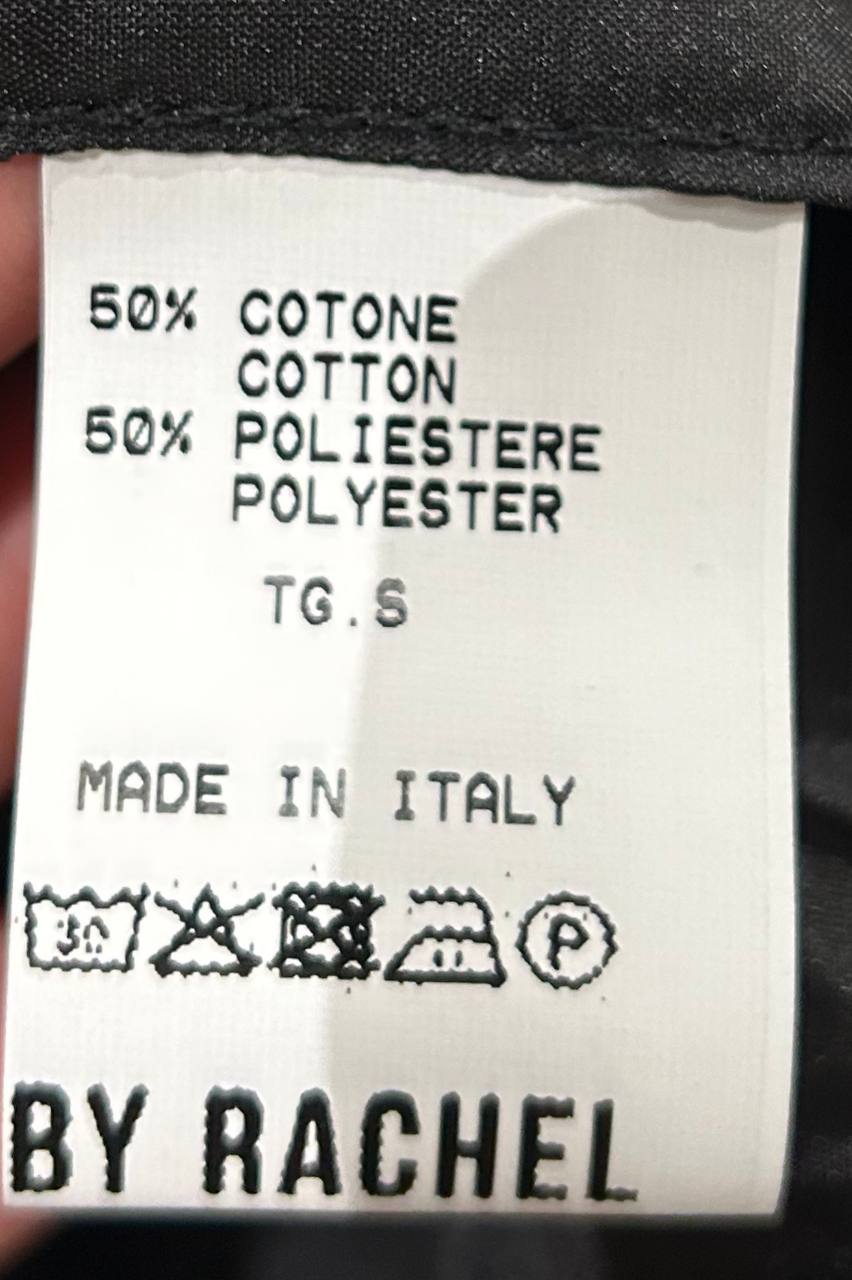 50% COTONE
COTTON
50% POLIESTERE
POLYESTER
TG.S
MADE IN ITALY
30 P
BY RACHEL